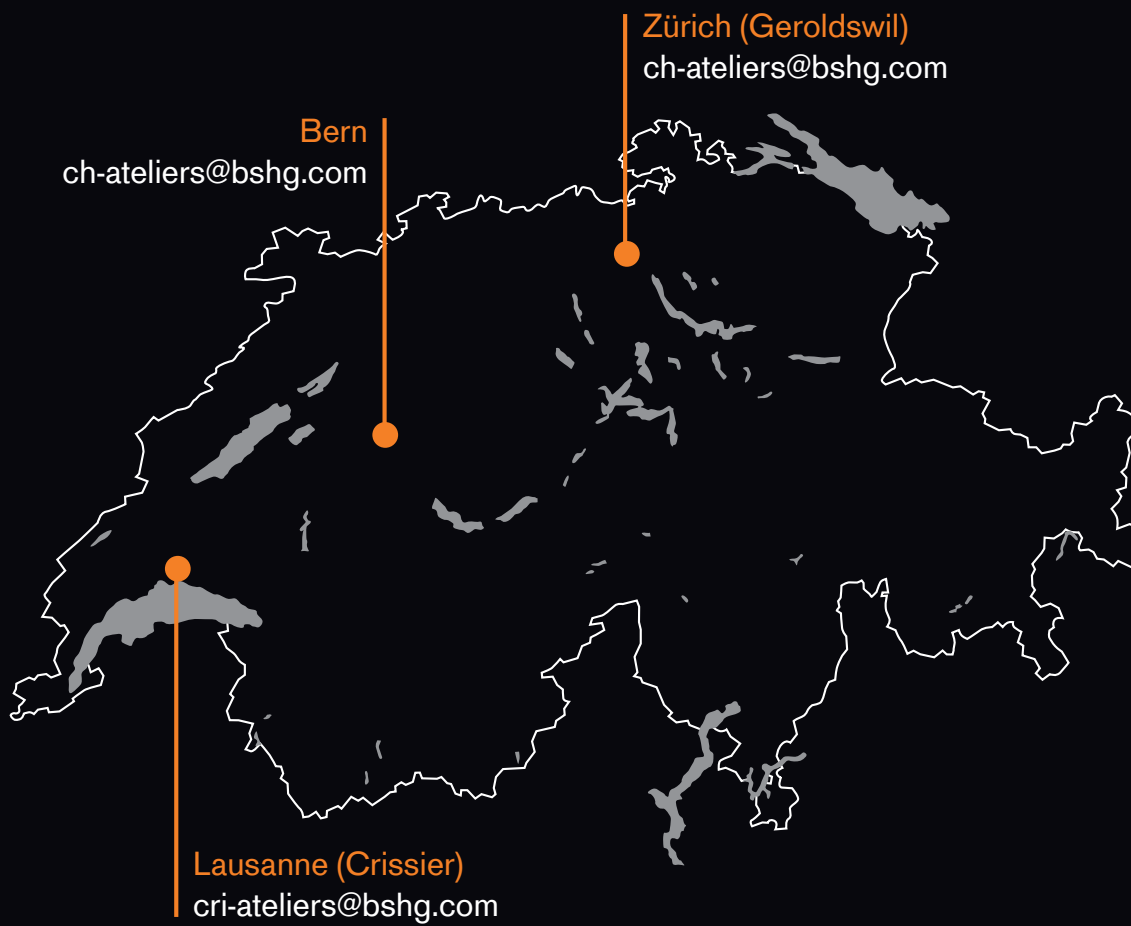 Zürich (Geroldswil)
ch-ateliers@bshg.com
Bern
ch-ateliers@bshg.com
Lausanne (Crissier)
cri-ateliers@bshg.com